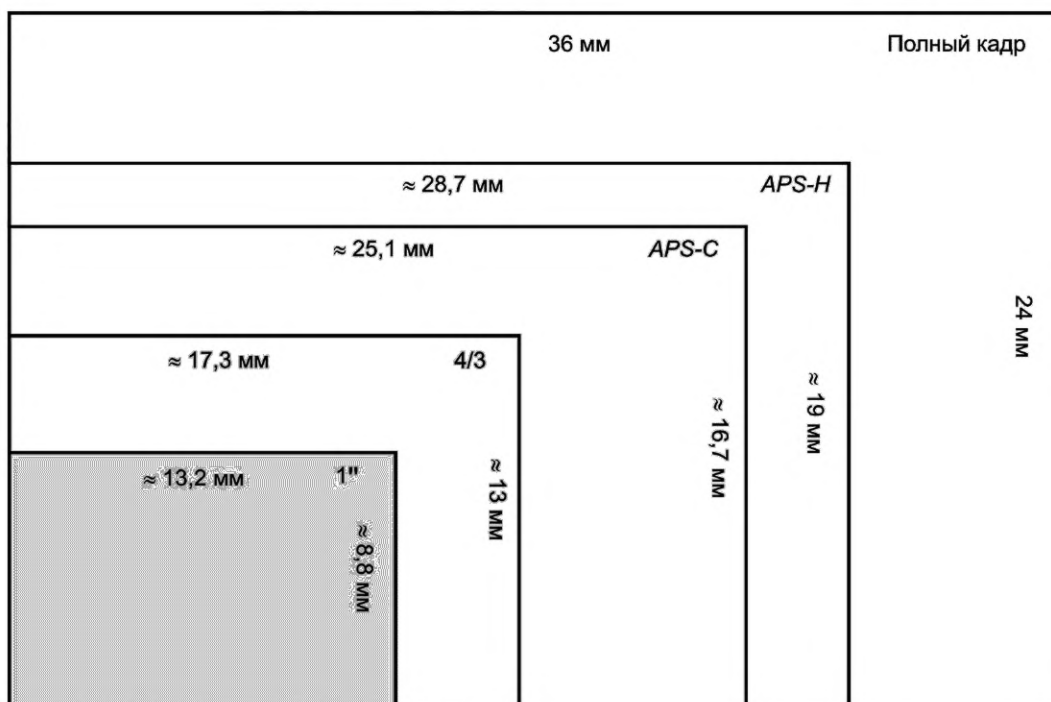 36 мм Полный кадр
≈ 28,7 мм APS-H
≈ 25,1 мм APS-C
24 мм
≈ 17,3 мм 4/3
≈ 19 мм
≈ 16,7 мм
≈ 13,2 мм 1"
≈ 13 мм
≈ 8,8 мм